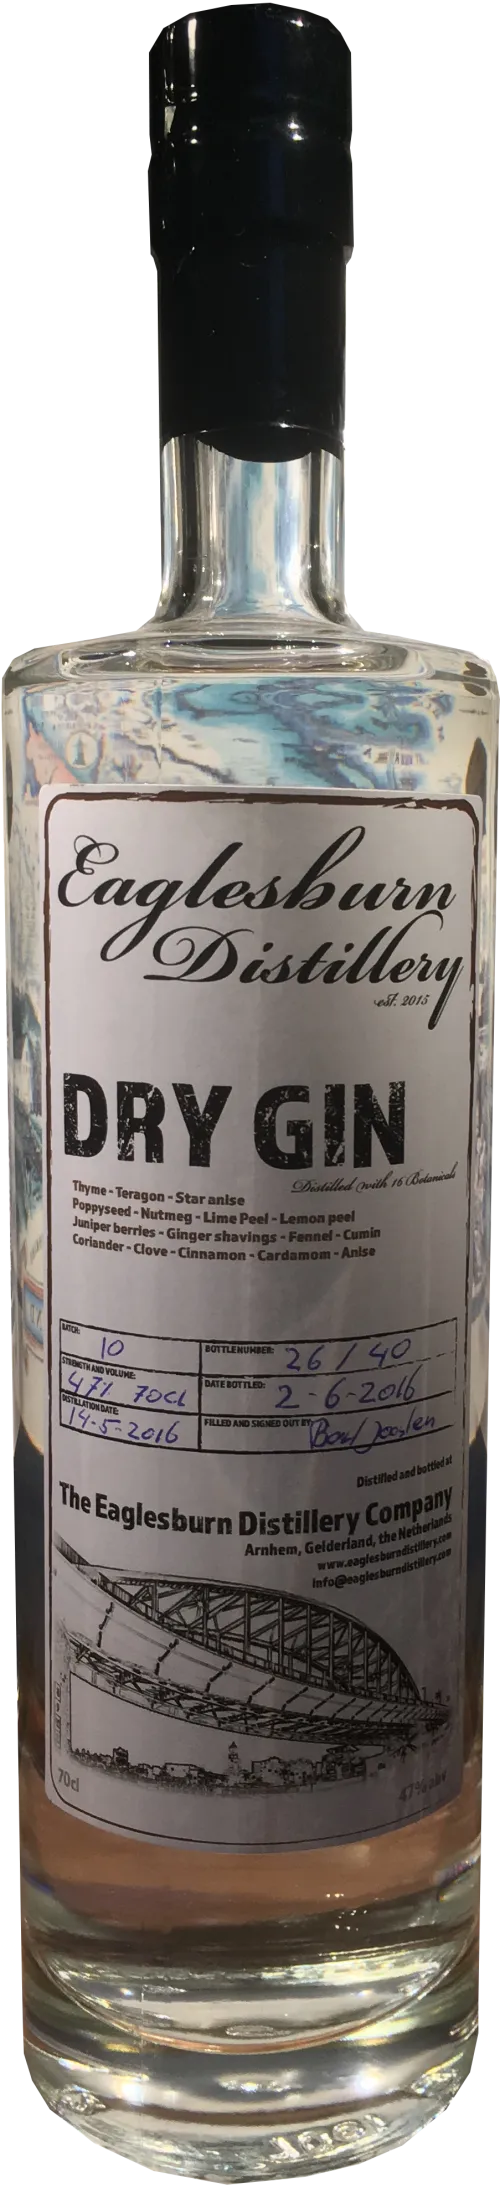 Eaglesburn
Distillery
est. 2015
DRY GIN
Distilled with 16 Botanicals
Thyme - Teragon - Star anise
Poppyseed - Nutmeg - Lime Peel - Lemon peel
Juniper berries - Ginger shavings - Fennel - Cumin
Coriander - Clove - Cinnamon - Cardamom - Anise
BATCH: 10
BOTTLENUMBER: 26 / 40
STRENGTH AND VOLUME: 47% 70cl
DATE BOTTLED: 2-6-2016
DISTILLATION DATE: 14-5-2016
FILLED AND SIGNED OUT BY
Distilled and bottled at
The Eaglesburn Distillery Company
Arnhem, Gelderland, the Netherlands
www.eaglesburndistillery.com
info@eaglesburndistillery.com
70cl
47% abv